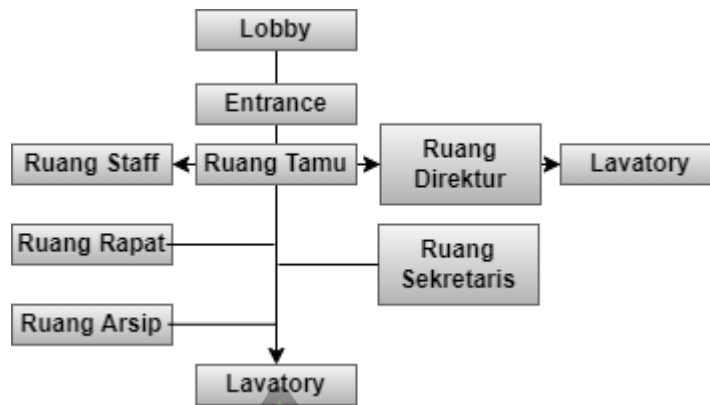 Lobby
Entrance
Ruang Staff
Ruang Tamu
Ruang
Direktur
Lavatory
Ruang Rapat
Ruang
Sekretaris
Ruang Arsip
Lavatory